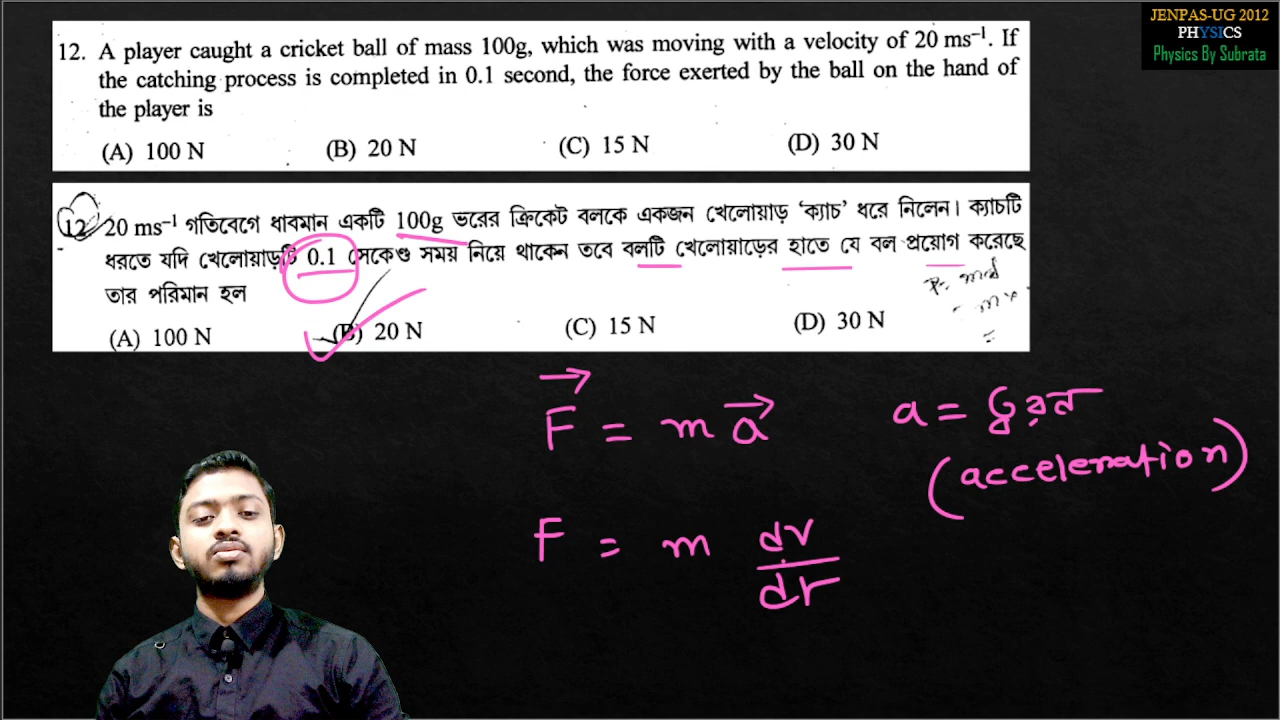 JENPAS-UG 2012
PHYSICS
Physics By Subrata
12. A player caught a cricket ball of mass 100g, which was moving with a velocity of 20 ms⁻¹. If
the catching process is completed in 0.1 second, the force exerted by the ball on the hand of
the player is
(A) 100 N (B) 20 N (C) 15 N (D) 30 N
12 20 ms⁻¹ গতিবেগে ধাবমান একটি 100g ভরের ক্রিকেট বলকে একজন খেলোয়াড় ‘ক্যাচ’ ধরে নিলেন। ক্যাচটি
ধরতে যদি খেলোয়াড়টি 0.1 সেকেণ্ড সময় নিয়ে থাকেন তবে বলটি খেলোয়াড়ের হাতে যে বল প্রয়োগ করেছে
তার পরিমান হল
(A) 100 N (B) 20 N (C) 15 N (D) 30 N
F = m a a = ত্বরন
(acceleration)
F = m dv/dt